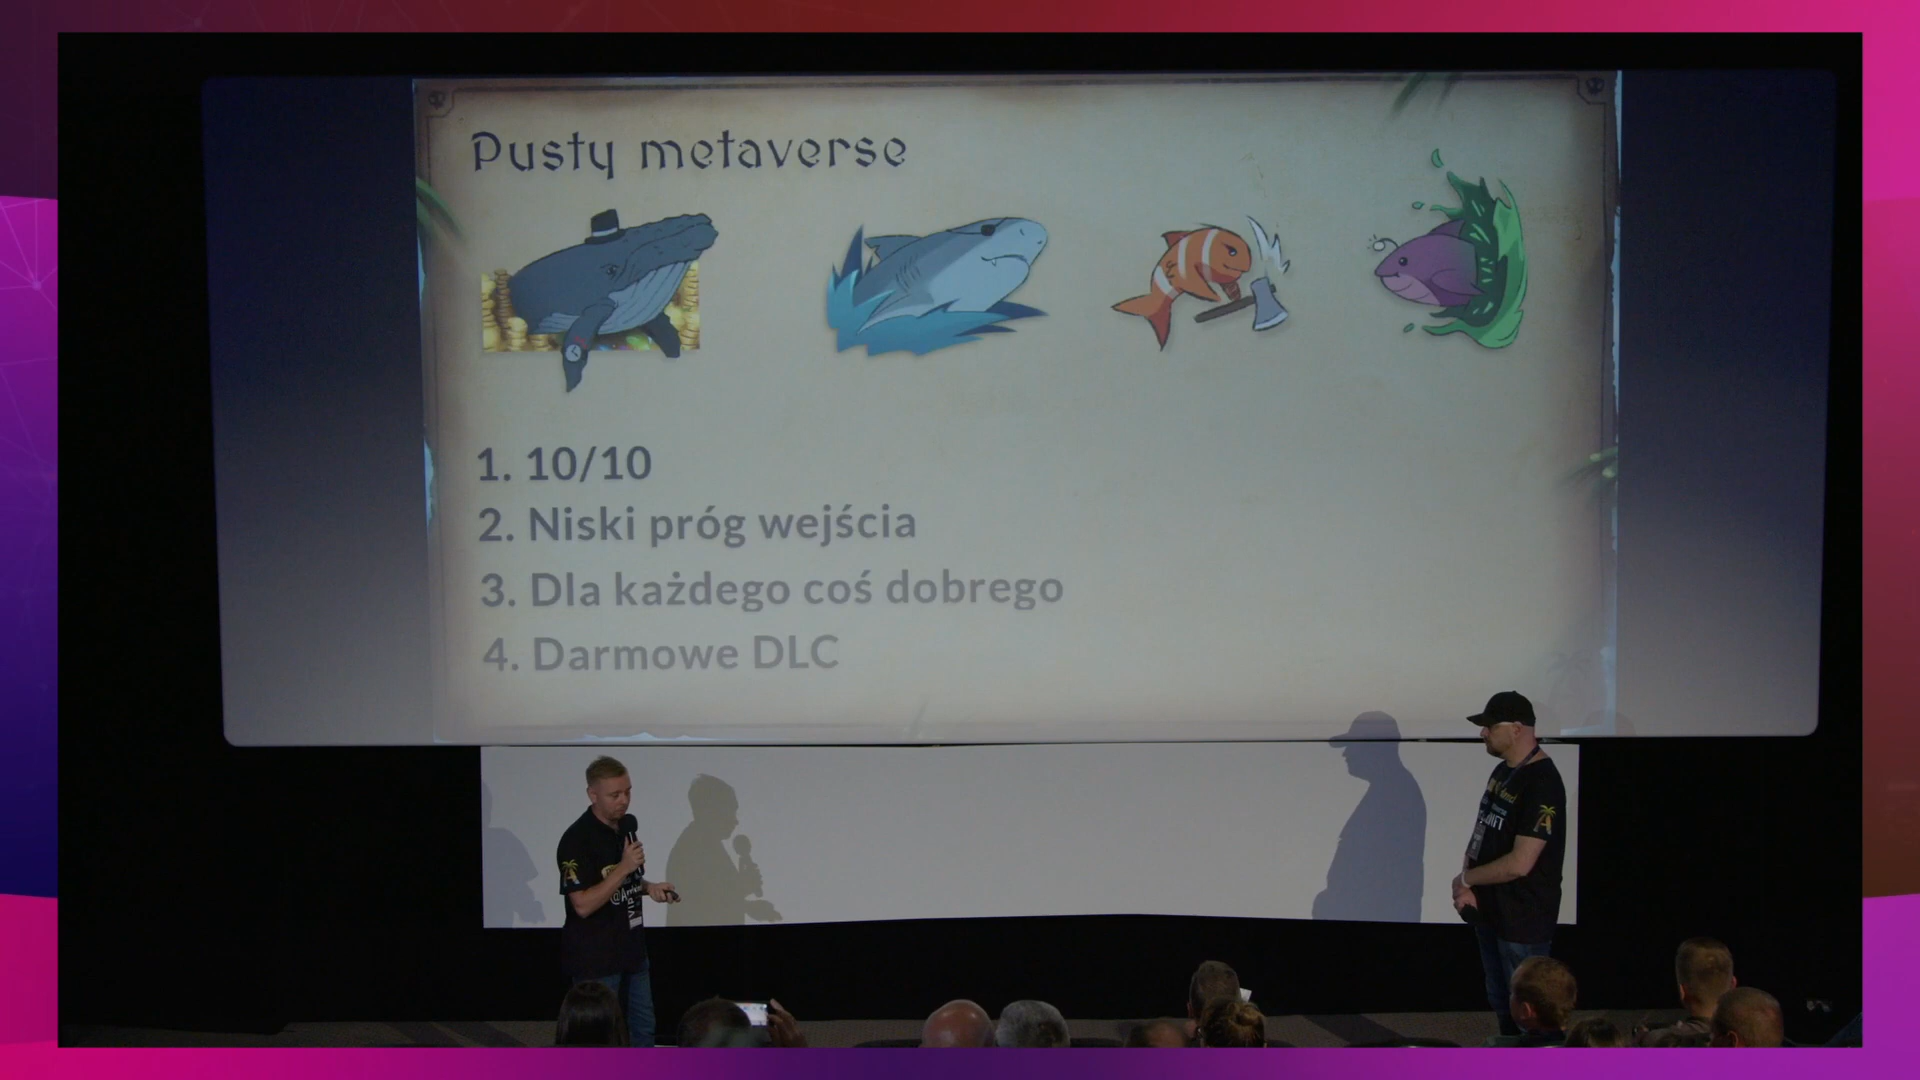 Pusty metaverse
1. 10/10
2. Niski próg wejścia
3. Dla każdego coś dobrego
4. Darmowe DLC